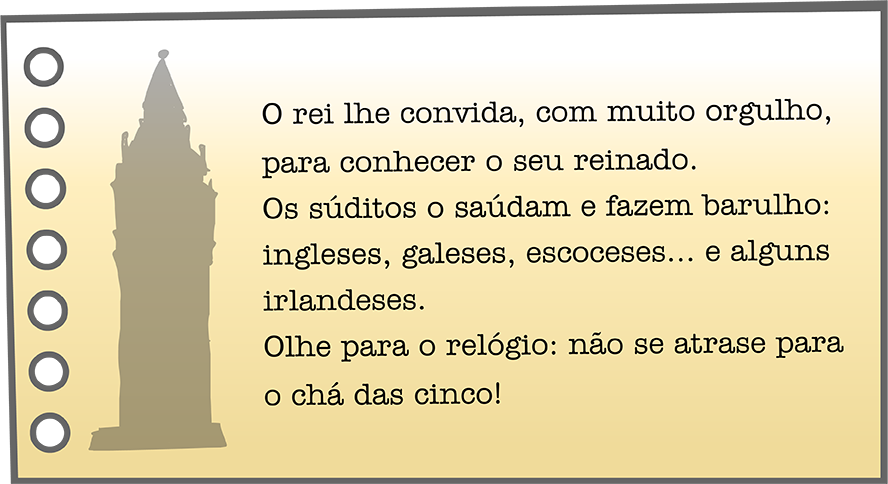 O rei lhe convida, com muito orgulho,
para conhecer o seu reinado.
Os súditos o saúdam e fazem barulho:
ingleses, galeses, escoceses... e alguns
irlandeses.
Olhe para o relógio: não se atrase para
o chá das cinco!